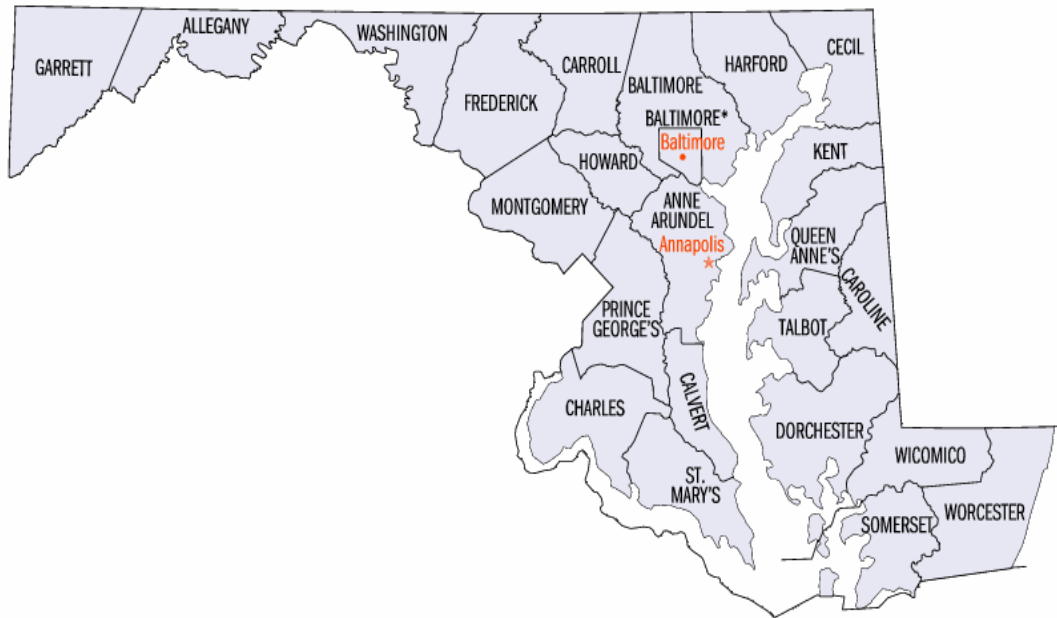 GARRETT
ALLEGANY
WASHINGTON
FREDERICK
CARROLL
BALTIMORE
HARFORD
CECIL
BALTIMORE*
Baltimore
HOWARD
KENT
MONTGOMERY
ANNE
ARUNDEL
Annapolis
QUEEN
ANNE'S
CAROLINE
PRINCE
GEORGE'S
TALBOT
CHARLES
CALVERT
DORCHESTER
WICOMICO
ST.
MARY'S
SOMERSET
WORCESTER